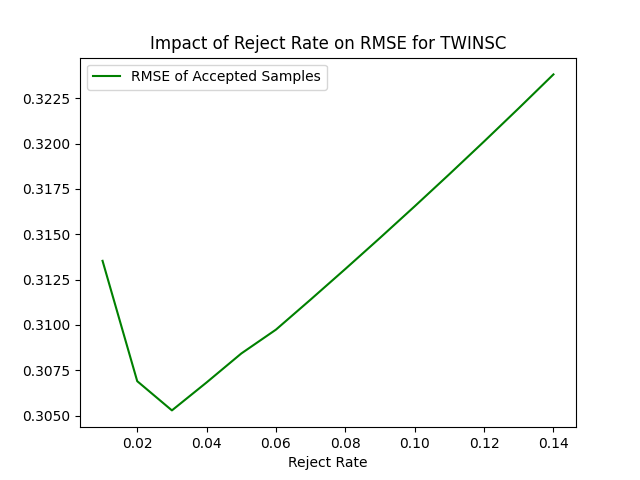 Impact of Reject Rate on RMSE for TWINSC
RMSE of Accepted Samples
0.3225
0.3200
0.3175
0.3150
0.3125
0.3100
0.3075
0.3050
0.02 0.04 0.06 0.08 0.10 0.12 0.14
Reject Rate